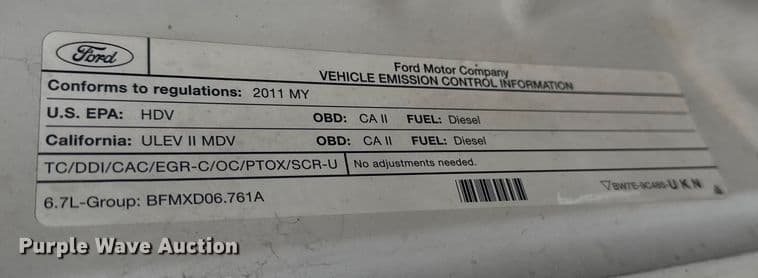 Ford
Ford Motor Company
VEHICLE EMISSION CONTROL INFORMATION
Conforms to regulations: 2011 MY
U.S. EPA: HDV OBD: CA II FUEL: Diesel
California: ULEV II MDV OBD: CA II FUEL: Diesel
TC/DDI/CAC/EGR-C/OC/PTOX/SCR-U No adjustments needed.
6.7L-Group: BFMXD06.761A
UKN
Purple Wave Auction